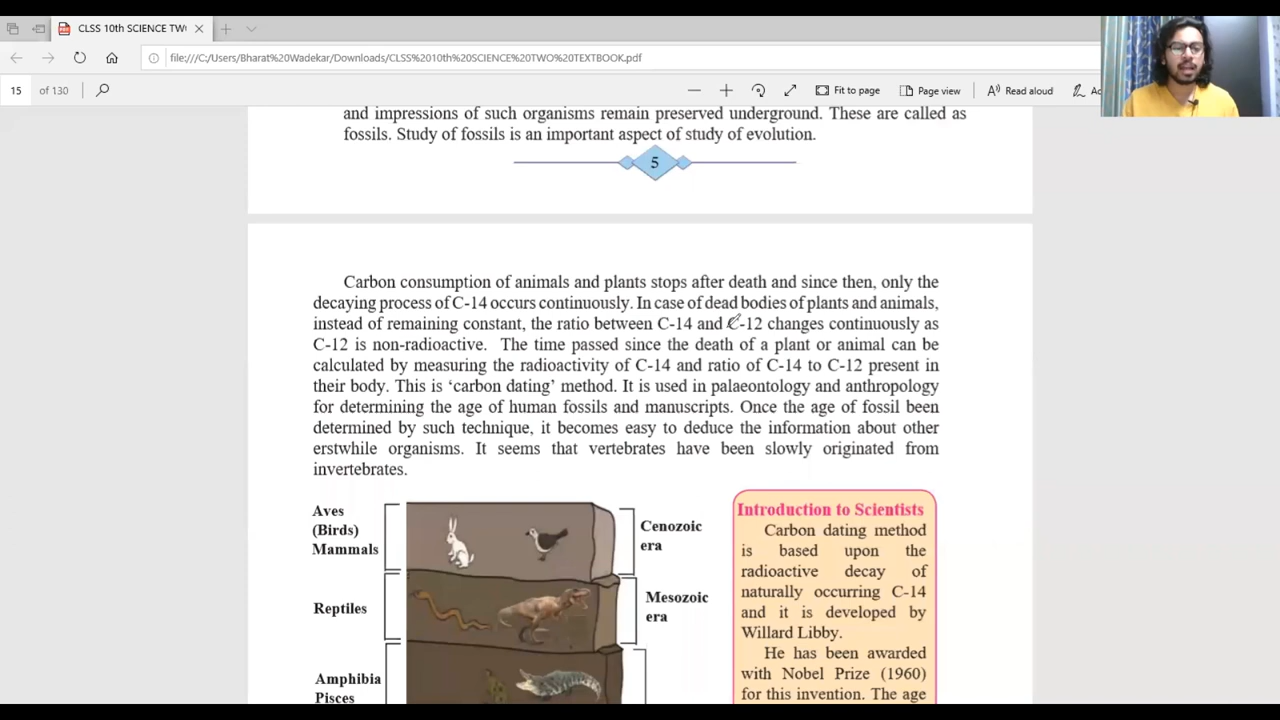 CLSS 10th SCIENCE TW
file:///C:/Users/Bharat%20Wadekar/Downloads/CLSS%2010th%20SCIENCE%20TWO%20TEXTBOOK.pdf
15 of 130
Fit to page
Page view
Read aloud
and impressions of such organisms remain preserved underground. These are called as
fossils. Study of fossils is an important aspect of study of evolution.
5
Carbon consumption of animals and plants stops after death and since then, only the
decaying process of C-14 occurs continuously. In case of dead bodies of plants and animals,
instead of remaining constant, the ratio between C-14 and C-12 changes continuously as
C-12 is non-radioactive. The time passed since the death of a plant or animal can be
calculated by measuring the radioactivity of C-14 and ratio of C-14 to C-12 present in
their body. This is ‘carbon dating’ method. It is used in palaeontology and anthropology
for determining the age of human fossils and manuscripts. Once the age of fossil been
determined by such technique, it becomes easy to deduce the information about other
erstwhile organisms. It seems that vertebrates have been slowly originated from
invertebrates.
Aves
(Birds)
Mammals
Cenozoic
era
Reptiles
Mesozoic
era
Amphibia
Pisces
Introduction to Scientists
Carbon dating method
is based upon the
radioactive decay of
naturally occurring C-14
and it is developed by
Willard Libby.
He has been awarded
with Nobel Prize (1960)
for this invention. The age